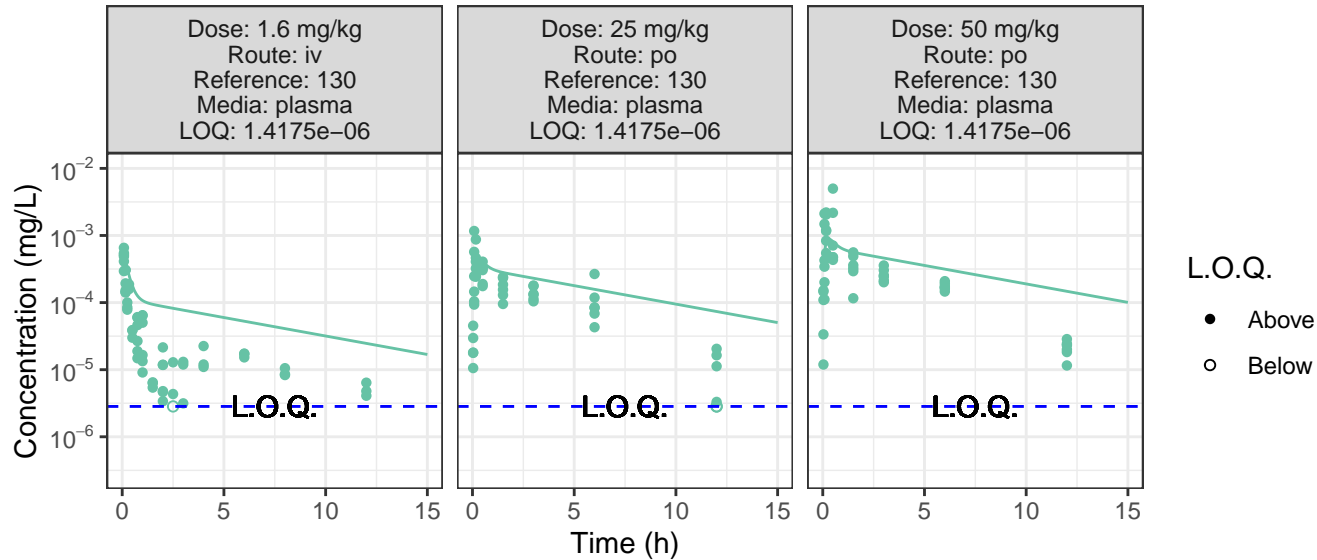 Dose: 1.6 mg/kg
Route: iv
Reference: 130
Media: plasma
LOQ: 1.4175e−06
Dose: 25 mg/kg
Route: po
Reference: 130
Media: plasma
LOQ: 1.4175e−06
Dose: 50 mg/kg
Route: po
Reference: 130
Media: plasma
LOQ: 1.4175e−06
Concentration (mg/L)
10⁻²
10⁻³
10⁻⁴
10⁻⁵
10⁻⁶
L.O.Q.
L.O.Q.
L.O.Q.
0 5 10 15
0 5 10 15
0 5 10 15
Time (h)
L.O.Q.
Above
Below